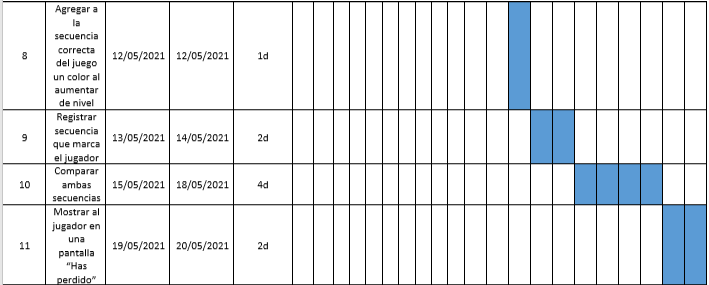 8
Agregar a
la
secuencia
correcta
del juego
un color al
aumentar
de nivel
12/05/2021
12/05/2021
1d
9
Registrar
secuencia
que marca
el jugador
13/05/2021
14/05/2021
2d
10
Comparar
ambas
secuencias
15/05/2021
18/05/2021
4d
11
Mostrar al
jugador en
una
pantalla
“Has
perdido”
19/05/2021
20/05/2021
2d